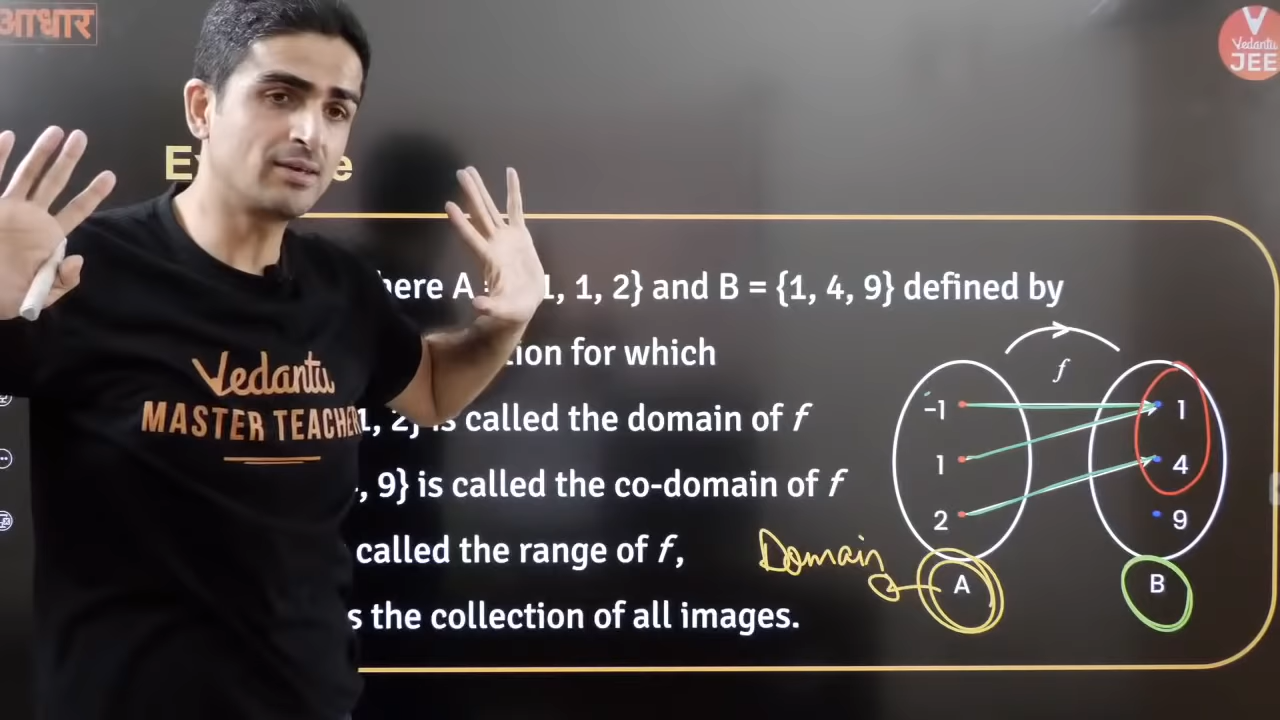 आधार
Vedantu
JEE
here A 1, 1, 2} and B = {1, 4, 9} defined by
for which
f
1, 2} is called the domain of f
, 9} is called the co-domain of f
called the range of f,
the collection of all images.
-1
1
2
1
4
9
Domain
A
B
Vedantu
MASTER TEACHER